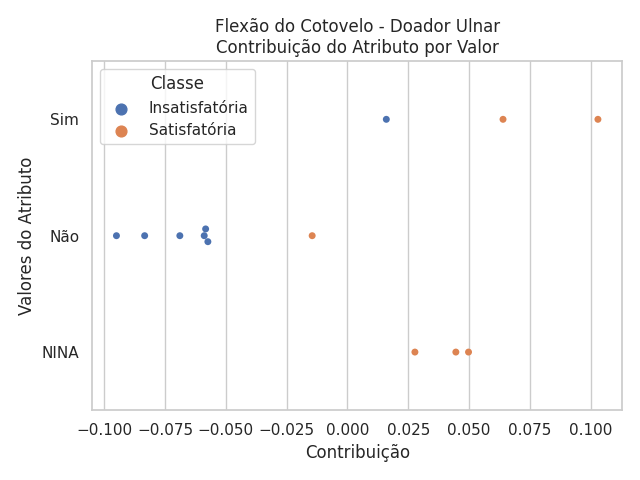 Flexão do Cotovelo - Doador Ulnar
Contribuição do Atributo por Valor
Classe
Insatisfatória
Satisfatória
Valores do Atributo
Sim
Não
NINA
−0.100 −0.075 −0.050 −0.025 0.000 0.025 0.050 0.075 0.100
Contribuição